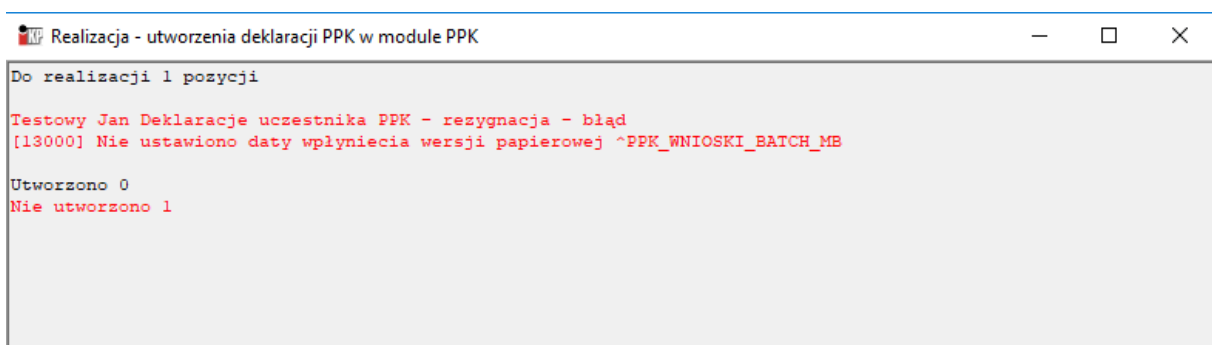 KP Realizacja - utworzenia deklaracji PPK w module PPK
Do realizacji 1 pozycji
Testowy Jan Deklaracje uczestnika PPK - rezygnacja - błąd
[13000] Nie ustawiono daty wpłyniecia wersji papierowej ^PPK_WNIOSKI_BATCH_MB
Utworzono 0
Nie utworzono 1